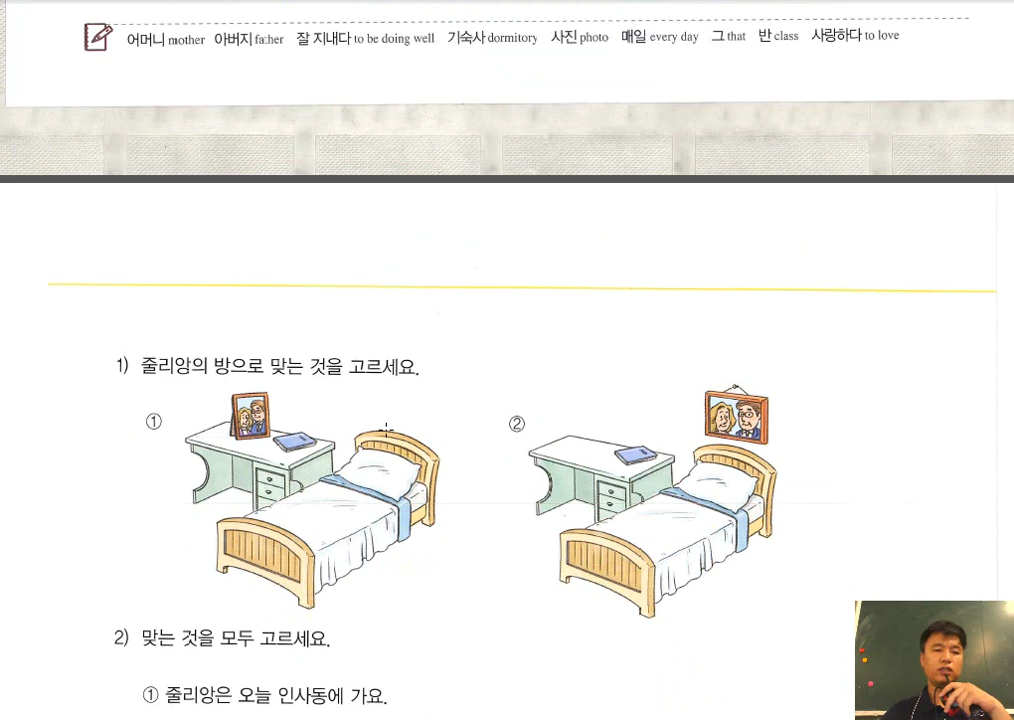 어머니 mother 아버지 father 잘 지내다 to be doing well 기숙사 dormitory 사진 photo 매일 every day 그 that 반 class 사랑하다 to love
1) 줄리앙의 방으로 맞는 것을 고르세요.
① ②
2) 맞는 것을 모두 고르세요.
① 줄리앙은 오늘 인사동에 가요.